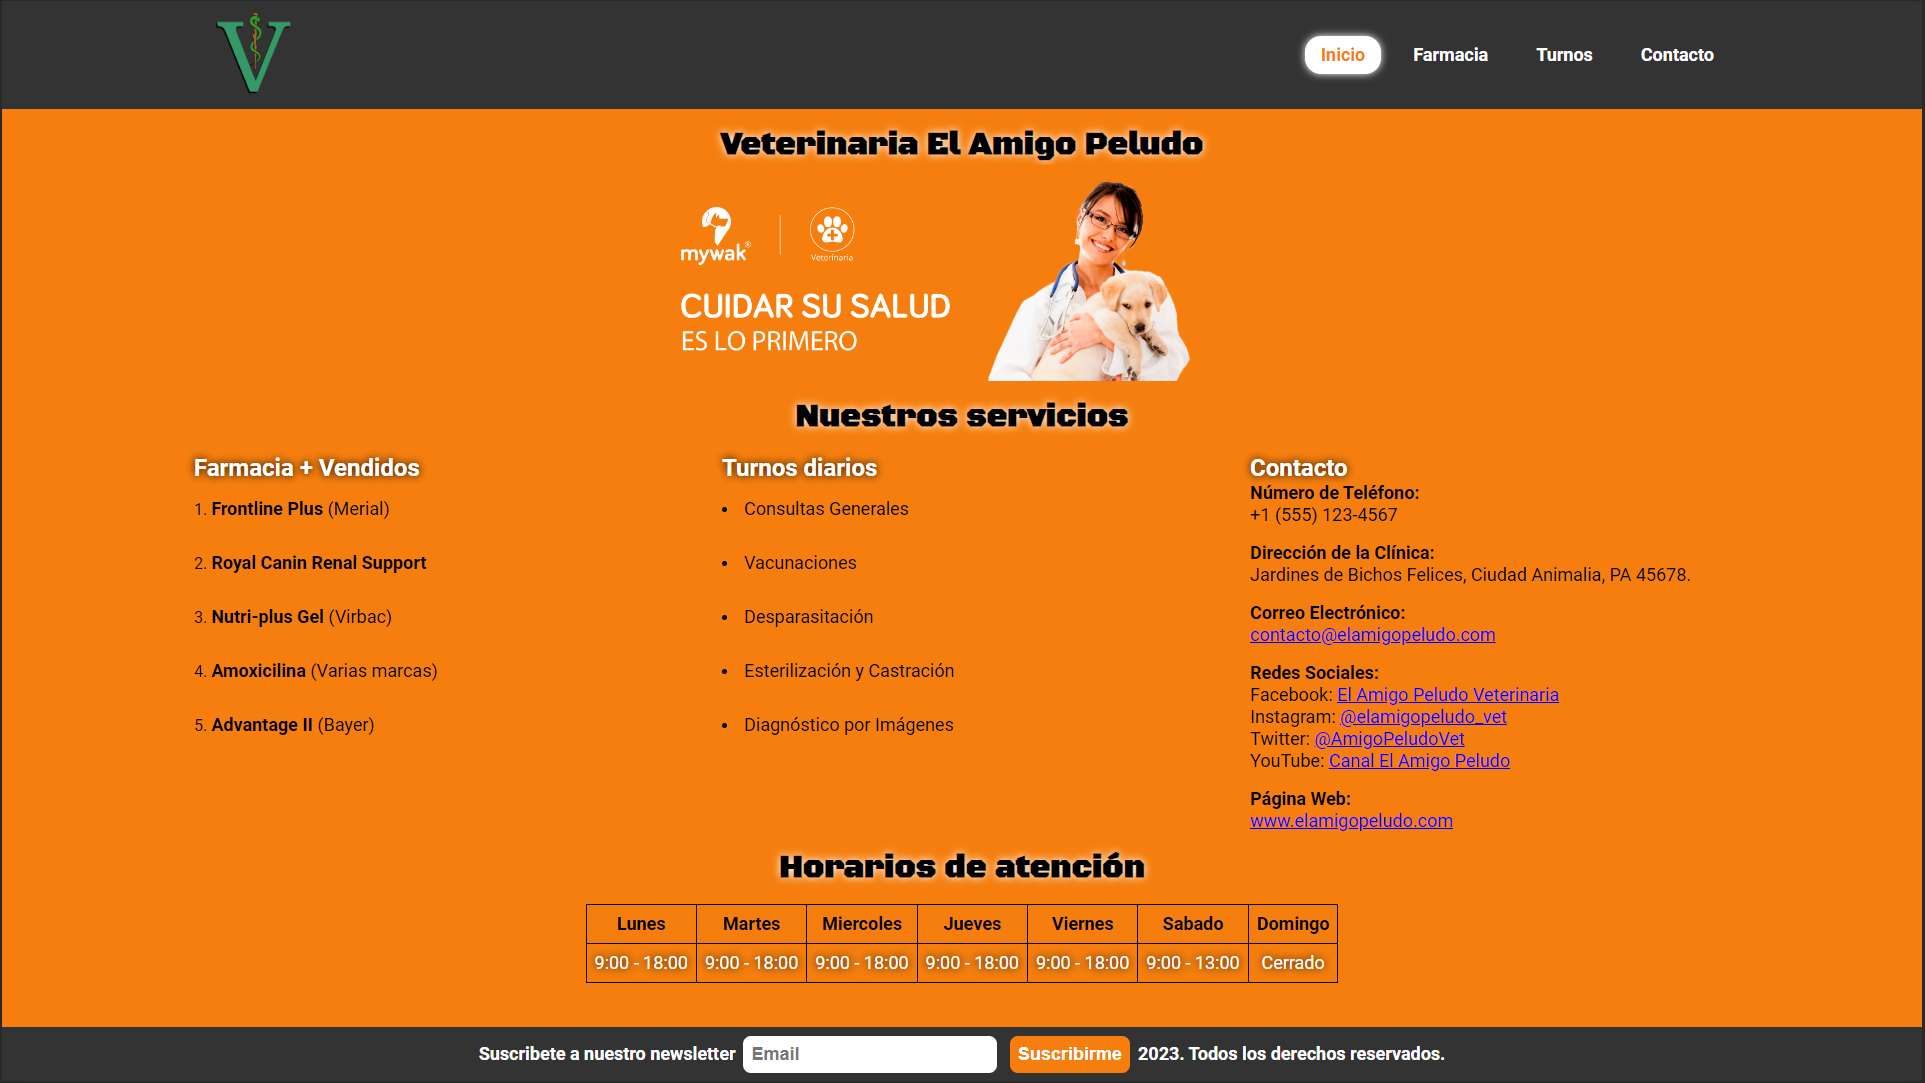 V
Inicio
Farmacia
Turnos
Contacto
Veterinaria El Amigo Peludo
mywak®
Veterinaria
CUIDAR SU SALUD
ES LO PRIMERO
Nuestros servicios
Farmacia + Vendidos
1. Frontline Plus (Merial)
2. Royal Canin Renal Support
3. Nutri-plus Gel (Virbac)
4. Amoxicilina (Varias marcas)
5. Advantage II (Bayer)
Turnos diarios
• Consultas Generales
• Vacunaciones
• Desparasitación
• Esterilización y Castración
• Diagnóstico por Imágenes
Contacto
Número de Teléfono:
+1 (555) 123-4567
Dirección de la Clínica:
Jardines de Bichos Felices, Ciudad Animalia, PA 45678.
Correo Electrónico:
contacto@elamigopeludo.com
Redes Sociales:
Facebook: El Amigo Peludo Veterinaria
Instagram: @elamigopeludo_vet
Twitter: @AmigoPeludoVet
YouTube: Canal El Amigo Peludo
Página Web:
www.elamigopeludo.com
Horarios de atención
Lunes Martes Miercoles Jueves Viernes Sabado Domingo
9:00 - 18:00 9:00 - 18:00 9:00 - 18:00 9:00 - 18:00 9:00 - 18:00 9:00 - 13:00 Cerrado
Suscribete a nuestro newsletter Email Suscribirme 2023. Todos los derechos reservados.